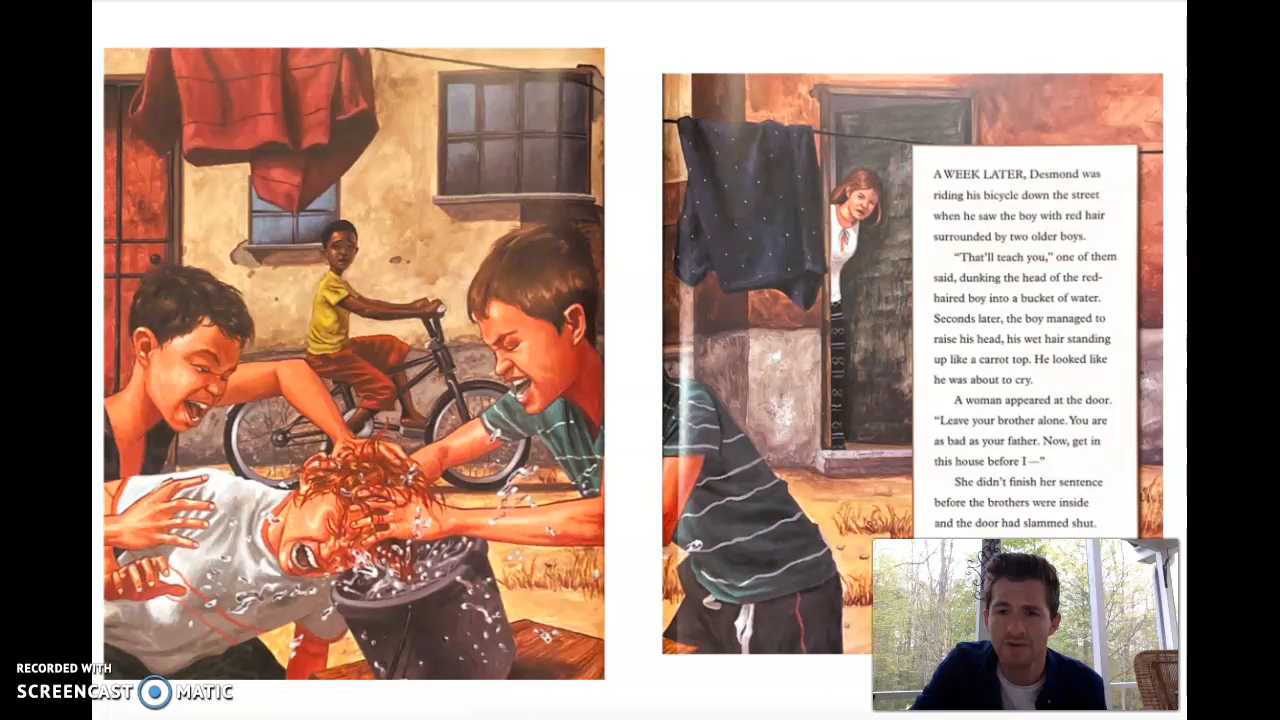 A WEEK LATER, Desmond was
riding his bicycle down the street
when he saw the boy with red hair
surrounded by two older boys.
“That’ll teach you,” one of them
said, dunking the head of the red-
haired boy into a bucket of water.
Seconds later, the boy managed to
raise his head, his wet hair standing
up like a carrot top. He looked like
he was about to cry.
A woman appeared at the door.
“Leave your brother alone. You are
as bad as your father. Now, get in
this house before I—”
She didn’t finish her sentence
before the brothers were inside
and the door had slammed shut.
RECORDED WITH
SCREENCAST MATIC